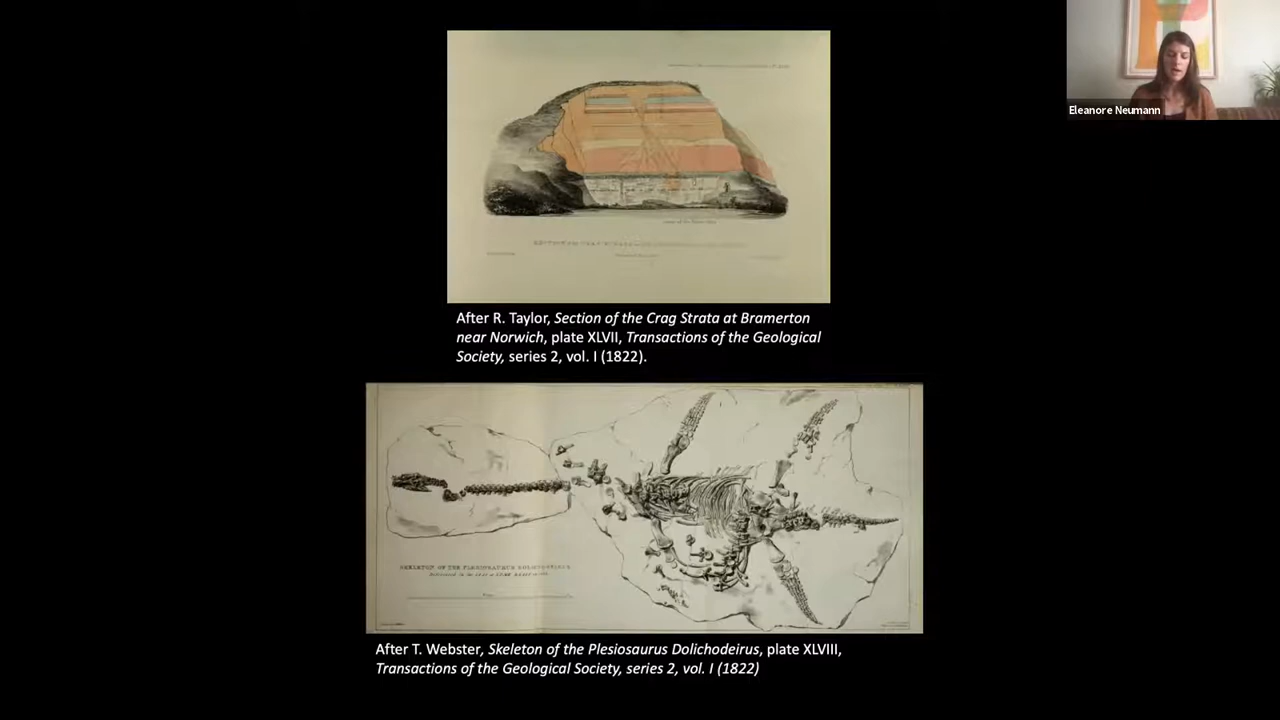 Eleanore Neumann
After R. Taylor, Section of the Crag Strata at Bramerton
near Norwich, plate XLVII, Transactions of the Geological
Society, series 2, vol. I (1822).
SKELETON OF THE PLESIOSAURUS DOLICHODEIRUS
After T. Webster, Skeleton of the Plesiosaurus Dolichodeirus, plate XLVIII,
Transactions of the Geological Society, series 2, vol. I (1822)